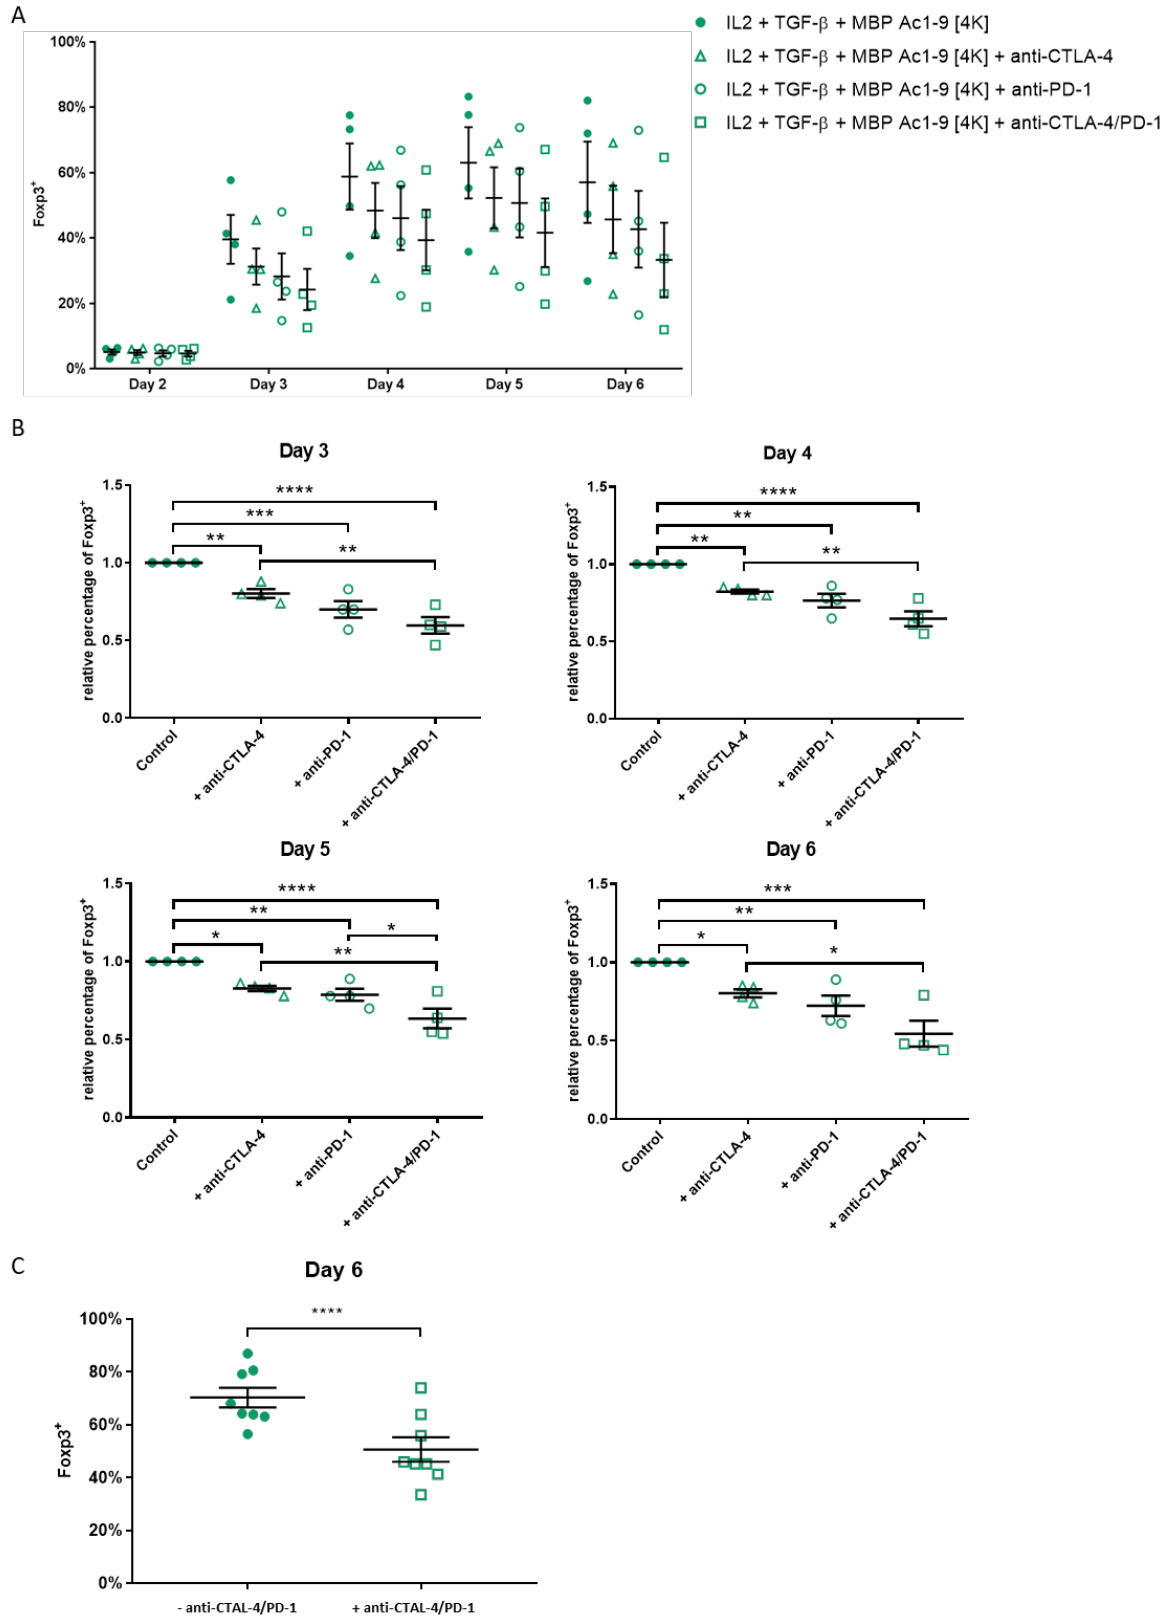 A
IL2 + TGF-β + MBP Ac1-9 [4K]
IL2 + TGF-β + MBP Ac1-9 [4K] + anti-CTLA-4
IL2 + TGF-β + MBP Ac1-9 [4K] + anti-PD-1
IL2 + TGF-β + MBP Ac1-9 [4K] + anti-CTLA-4/PD-1
100%
80%
60%
40%
20%
0%
Foxp3+
Day 2 Day 3 Day 4 Day 5 Day 6
B
Day 3
relative percentage of Foxp3+
1.5
1.0
0.5
0.0
****
***
**
**
Control
+ anti-CTLA-4
+ anti-PD-1
+ anti-CTLA-4/PD-1
Day 4
relative percentage of Foxp3+
1.5
1.0
0.5
0.0
****
**
**
**
Control
+ anti-CTLA-4
+ anti-PD-1
+ anti-CTLA-4/PD-1
Day 5
relative percentage of Foxp3+
1.5
1.0
0.5
0.0
****
**
*
*
**
Control
+ anti-CTLA-4
+ anti-PD-1
+ anti-CTLA-4/PD-1
Day 6
relative percentage of Foxp3+
1.5
1.0
0.5
0.0
***
**
*
*
Control
+ anti-CTLA-4
+ anti-PD-1
+ anti-CTLA-4/PD-1
C
Day 6
Foxp3+
100%
80%
60%
40%
20%
0%
****
- anti-CTAL-4/PD-1 + anti-CTAL-4/PD-1